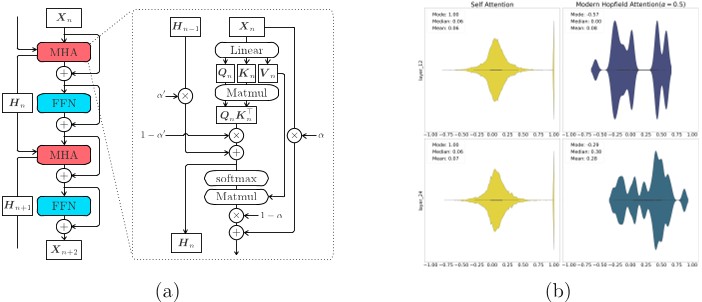 X_n
MHA
+
H_n
FFN
+
MHA
+
H_{n+1}
FFN
+
X_{n+2}
H_{n-1}
X_n
Linear
Q_n K_n V_n
α′
×
Matmul
Q_n K_n^⊤
1 − α′
×
×
α
+
softmax
Matmul
×
1 − α
H_n
+
(a)
Self Attention
Modern Hopfield Attention(α = 0.5)
layer_12
Mode: 1.00
Median: 0.06
Mean: 0.06
Mode: -0.57
Median: 0.00
Mean: 0.08
−1.00 −0.75 −0.50 −0.25 0.00 0.25 0.50 0.75 1.00
−1.00 −0.75 −0.50 −0.25 0.00 0.25 0.50 0.75 1.00
layer_24
Mode: 1.00
Median: 0.06
Mean: 0.07
Mode: -0.29
Median: 0.30
−1.00 −0.75 −0.50 −0.25 0.00 0.25 0.50 0.75 1.00
−1.00 −0.75 −0.50 −0.25 0.00 0.25 0.50 0.75 1.00
(b)